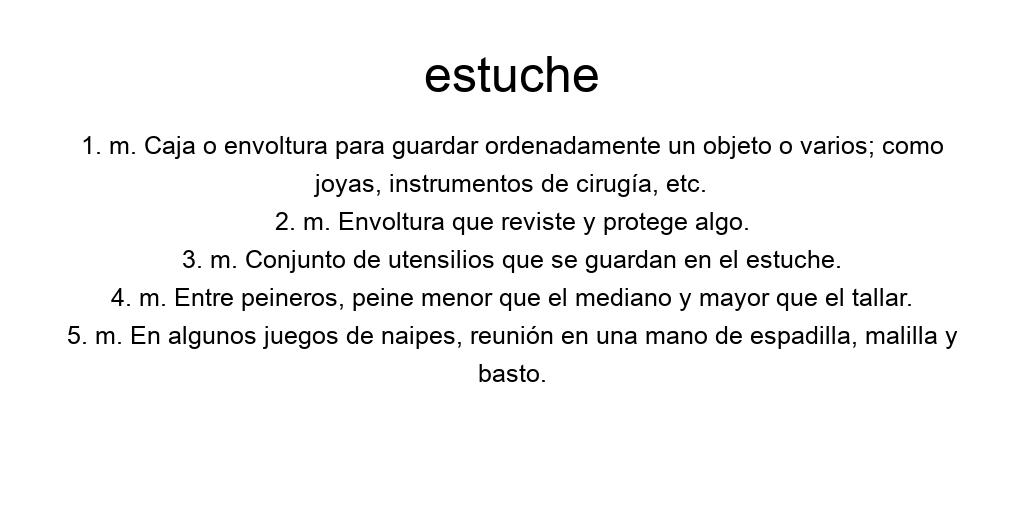 estuche
1. m. Caja o envoltura para guardar ordenadamente un objeto o varios; como
joyas, instrumentos de cirugía, etc.
2. m. Envoltura que reviste y protege algo.
3. m. Conjunto de utensilios que se guardan en el estuche.
4. m. Entre peineros, peine menor que el mediano y mayor que el tallar.
5. m. En algunos juegos de naipes, reunión en una mano de espadilla, malilla y
basto.